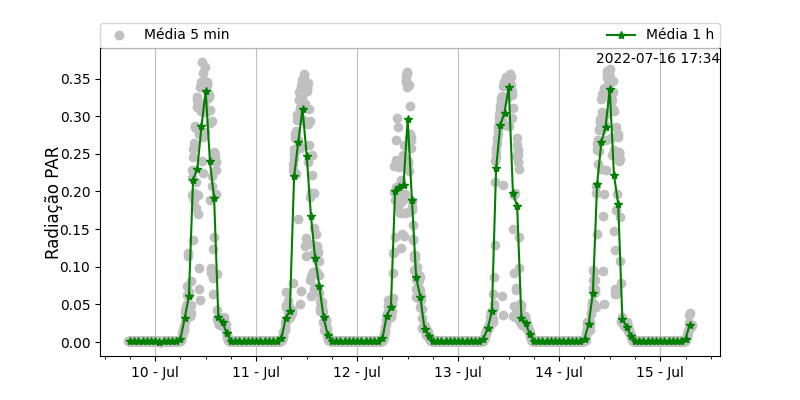 Média 5 min
Média 1 h
2022-07-16 17:34
Radiação PAR
0.35
0.30
0.25
0.20
0.15
0.10
0.05
0.00
10 - Jul
11 - Jul
12 - Jul
13 - Jul
14 - Jul
15 - Jul